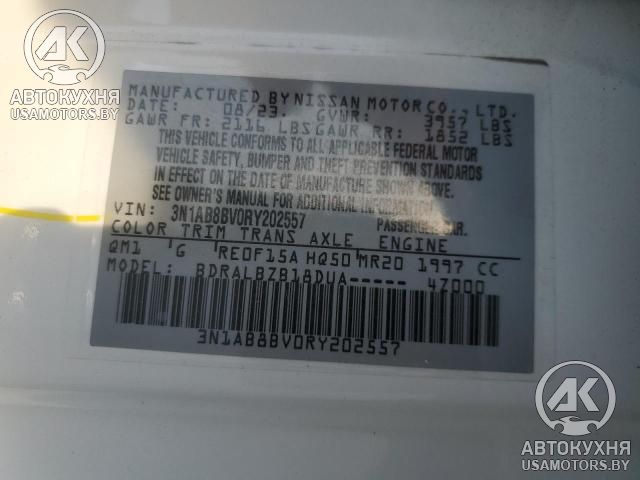 АК
АВТОКУХНЯ
USAMOTORS.BY
MANUFACTURED BY NISSAN MOTOR CO., LTD.
DATE: 08/23. GVWR: 3957 LBS
GAWR FR: 2116 LBS GAWR RR: 1852 LBS
THIS VEHICLE CONFORMS TO ALL APPLICABLE FEDERAL MOTOR
VEHICLE SAFETY, BUMPER AND THEFT PREVENTION STANDARDS
IN EFFECT ON THE DATE OF MANUFACTURE SHOWN ABOVE.
SEE OWNER'S MANUAL FOR ADDITIONAL INFORMATION.
VIN: 3N1AB8BV0RY202557 PASSENGER CAR.
COLOR TRIM TRANS AXLE ENGINE
QM1 G RE0F15A HQ50 MR20 1997 CC
MODEL: BDRALBZB18DUA----- 4Z000
3N1AB8BV0RY202557
АК
АВТОКУХНЯ
USAMOTORS.BY